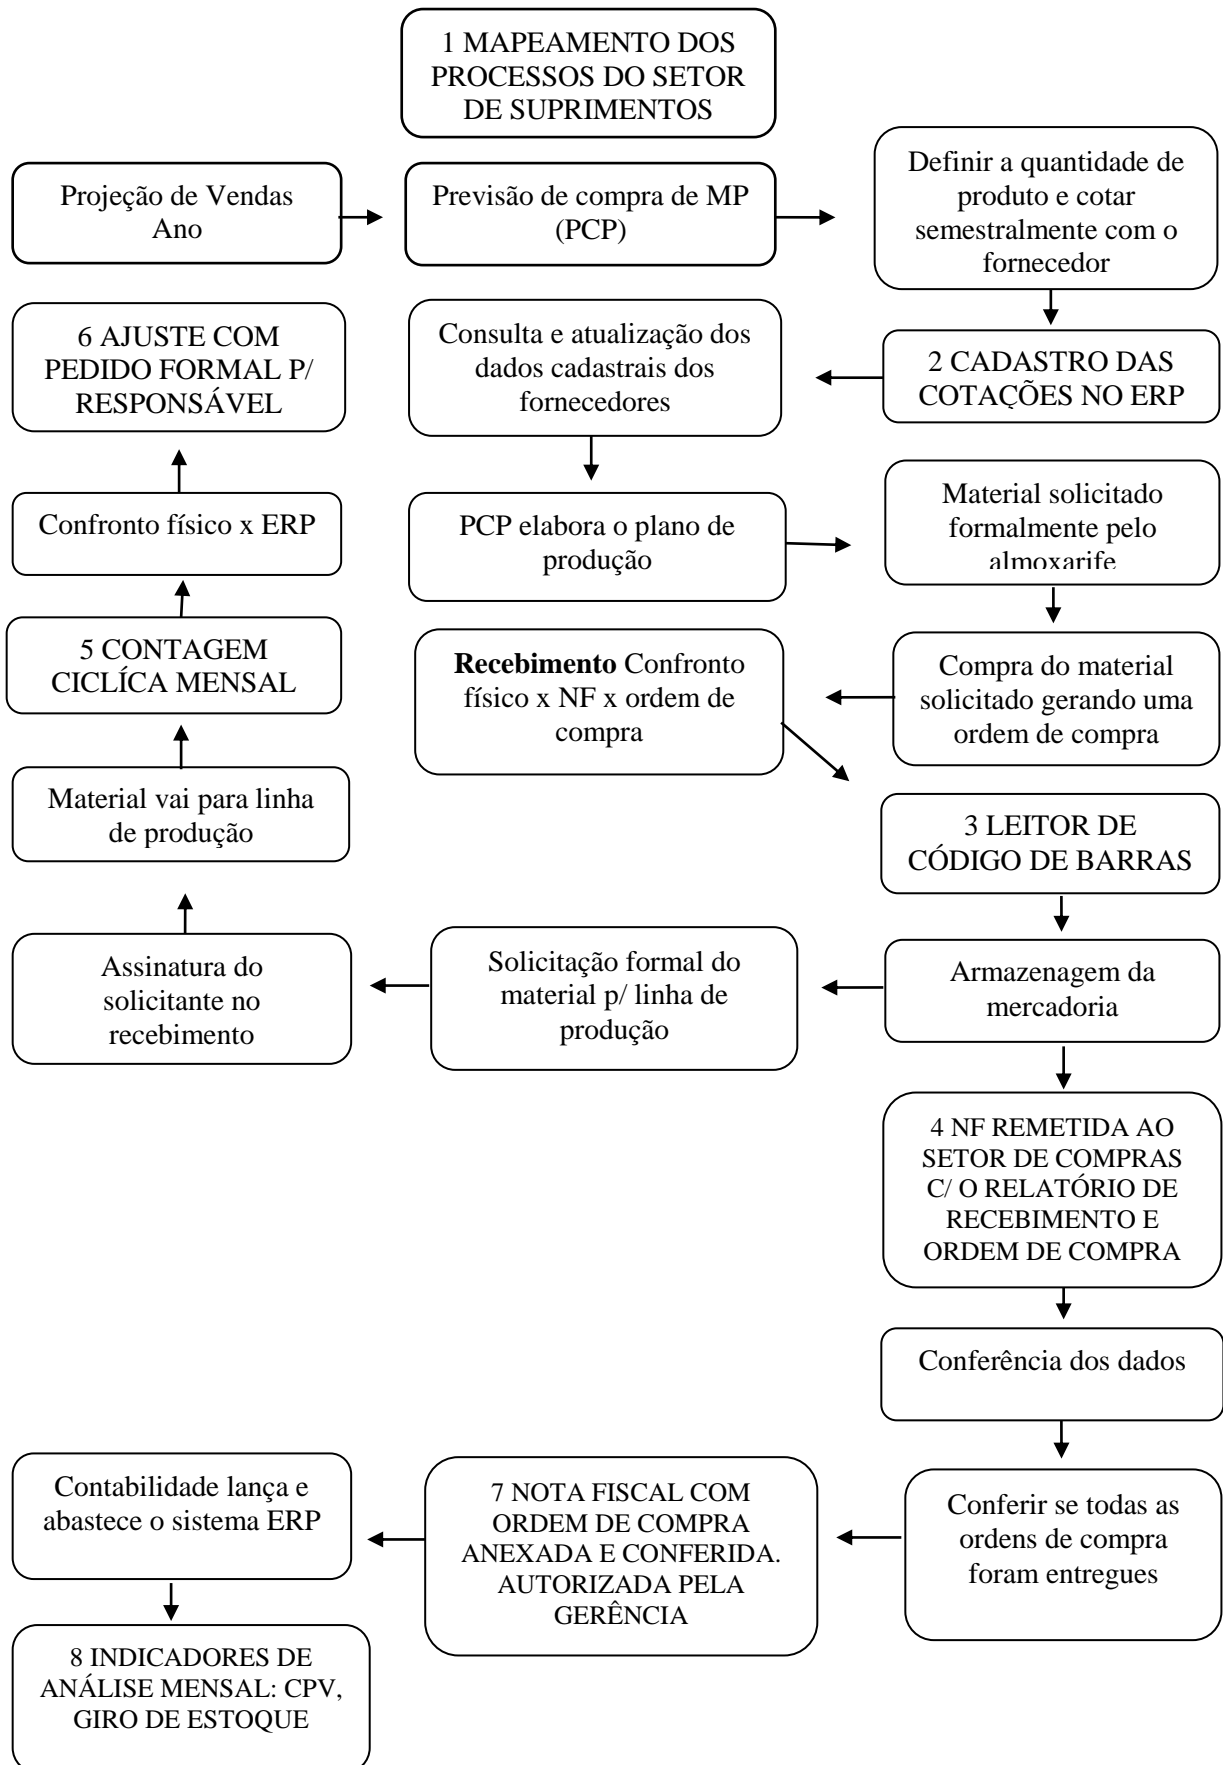 1 MAPEAMENTO DOS
PROCESSOS DO SETOR
DE SUPRIMENTOS
Projeção de Vendas
Ano
Previsão de compra de MP
(PCP)
Definir a quantidade de
produto e cotar
semestralmente com o
fornecedor
6 AJUSTE COM
PEDIDO FORMAL P/
RESPONSÁVEL
Consulta e atualização dos
dados cadastrais dos
fornecedores
2 CADASTRO DAS
COTAÇÕES NO ERP
Confronto físico x ERP
PCP elabora o plano de
produção
Material solicitado
formalmente pelo
almoxarife
5 CONTAGEM
CICLÍCA MENSAL
Recebimento Confronto
físico x NF x ordem de
compra
Compra do material
solicitado gerando uma
ordem de compra
Material vai para linha
de produção
3 LEITOR DE
CÓDIGO DE BARRAS
Assinatura do
solicitante no
recebimento
Solicitação formal do
material p/ linha de
produção
Armazenagem da
mercadoria
4 NF REMETIDA AO
SETOR DE COMPRAS
C/ O RELATÓRIO DE
RECEBIMENTO E
ORDEM DE COMPRA
Conferência dos dados
Contabilidade lança e
abastece o sistema ERP
7 NOTA FISCAL COM
ORDEM DE COMPRA
ANEXADA E CONFERIDA.
AUTORIZADA PELA
GERÊNCIA
Conferir se todas as
ordens de compra
foram entregues
8 INDICADORES DE
ANÁLISE MENSAL: CPV,
GIRO DE ESTOQUE